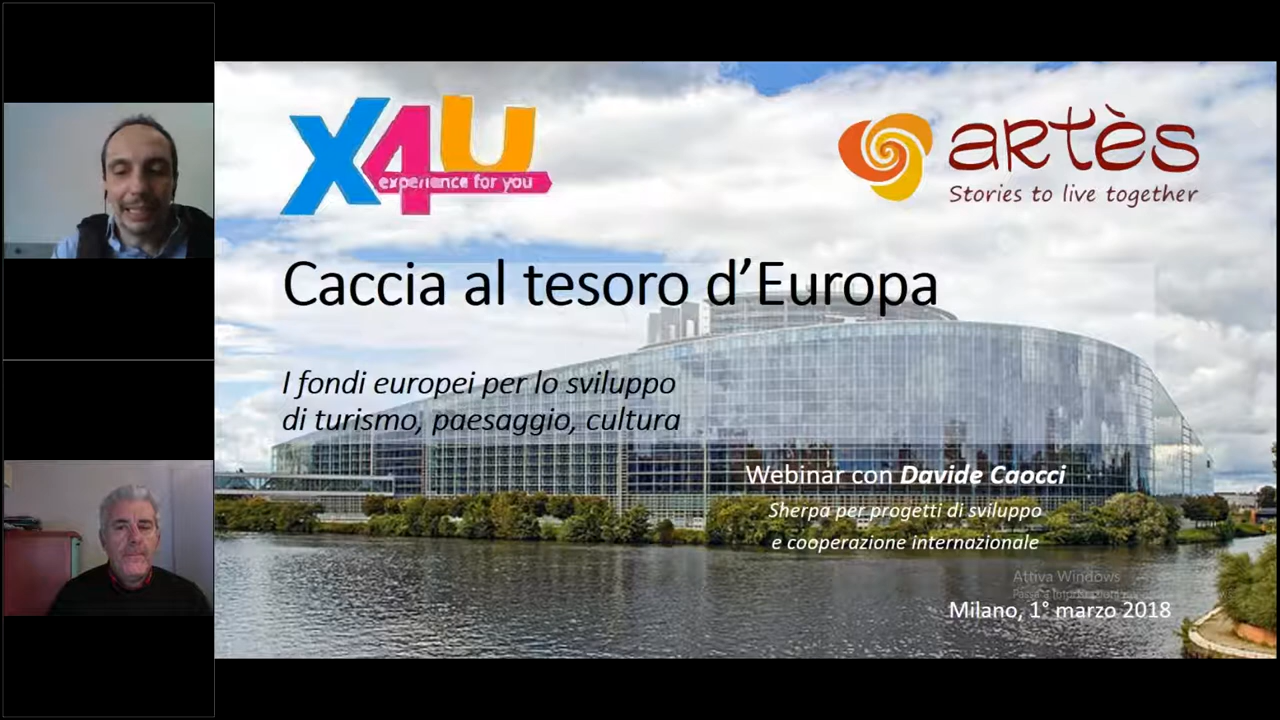 X4U
experience for you
artès
Stories to live together
Caccia al tesoro d'Europa
I fondi europei per lo sviluppo
di turismo, paesaggio, cultura
Webinar con Davide Caocci
Sherpa per progetti di sviluppo
e cooperazione internazionale
Attiva Windows
Passa a
Milano, 1° marzo 2018